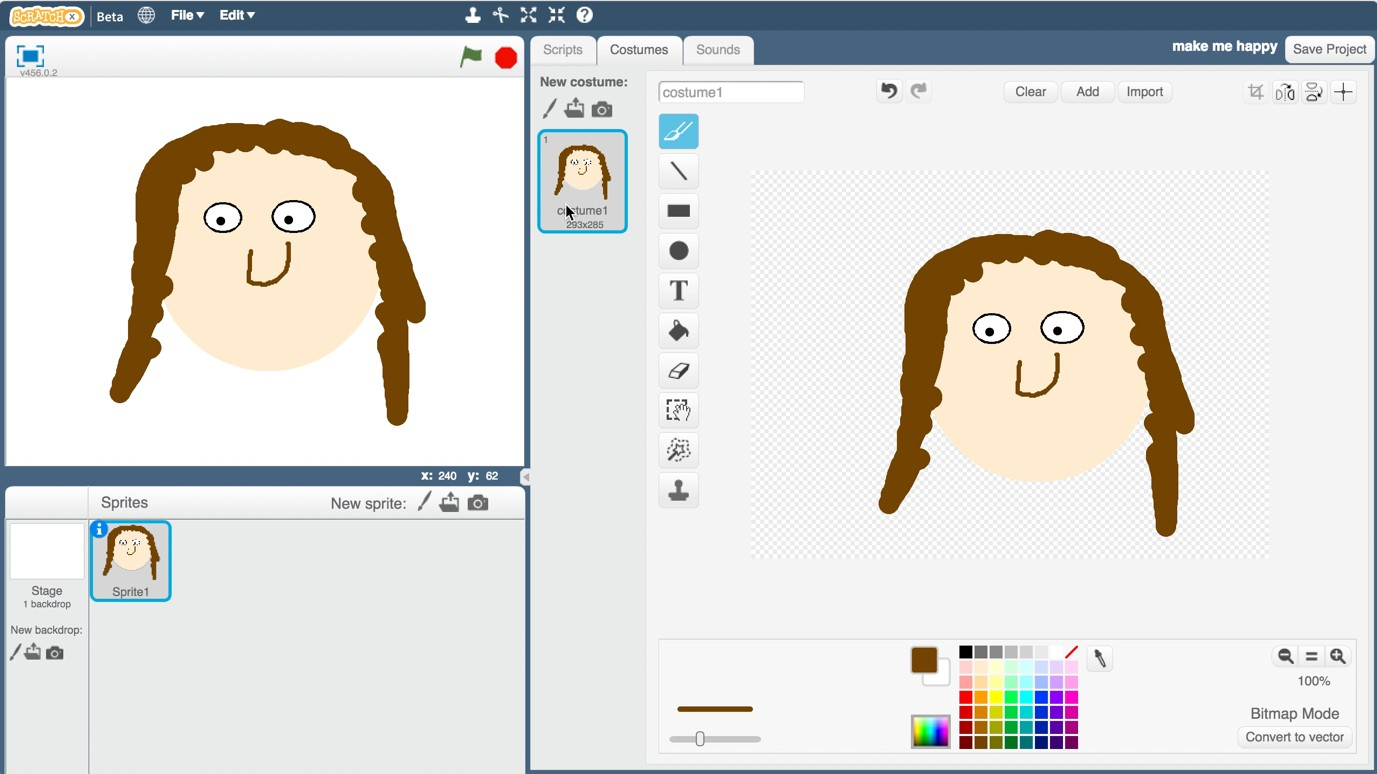 SCRATCHX
Beta
File▾
Edit▾
v456.0.2
Scripts
Costumes
Sounds
make me happy
Save Project
New costume:
costume1
Clear
Add
Import
1
costume1
293x285
T
x: 240 y: 62
Sprites
New sprite:
Stage
1 backdrop
New backdrop:
Sprite1
100%
Bitmap Mode
Convert to vector